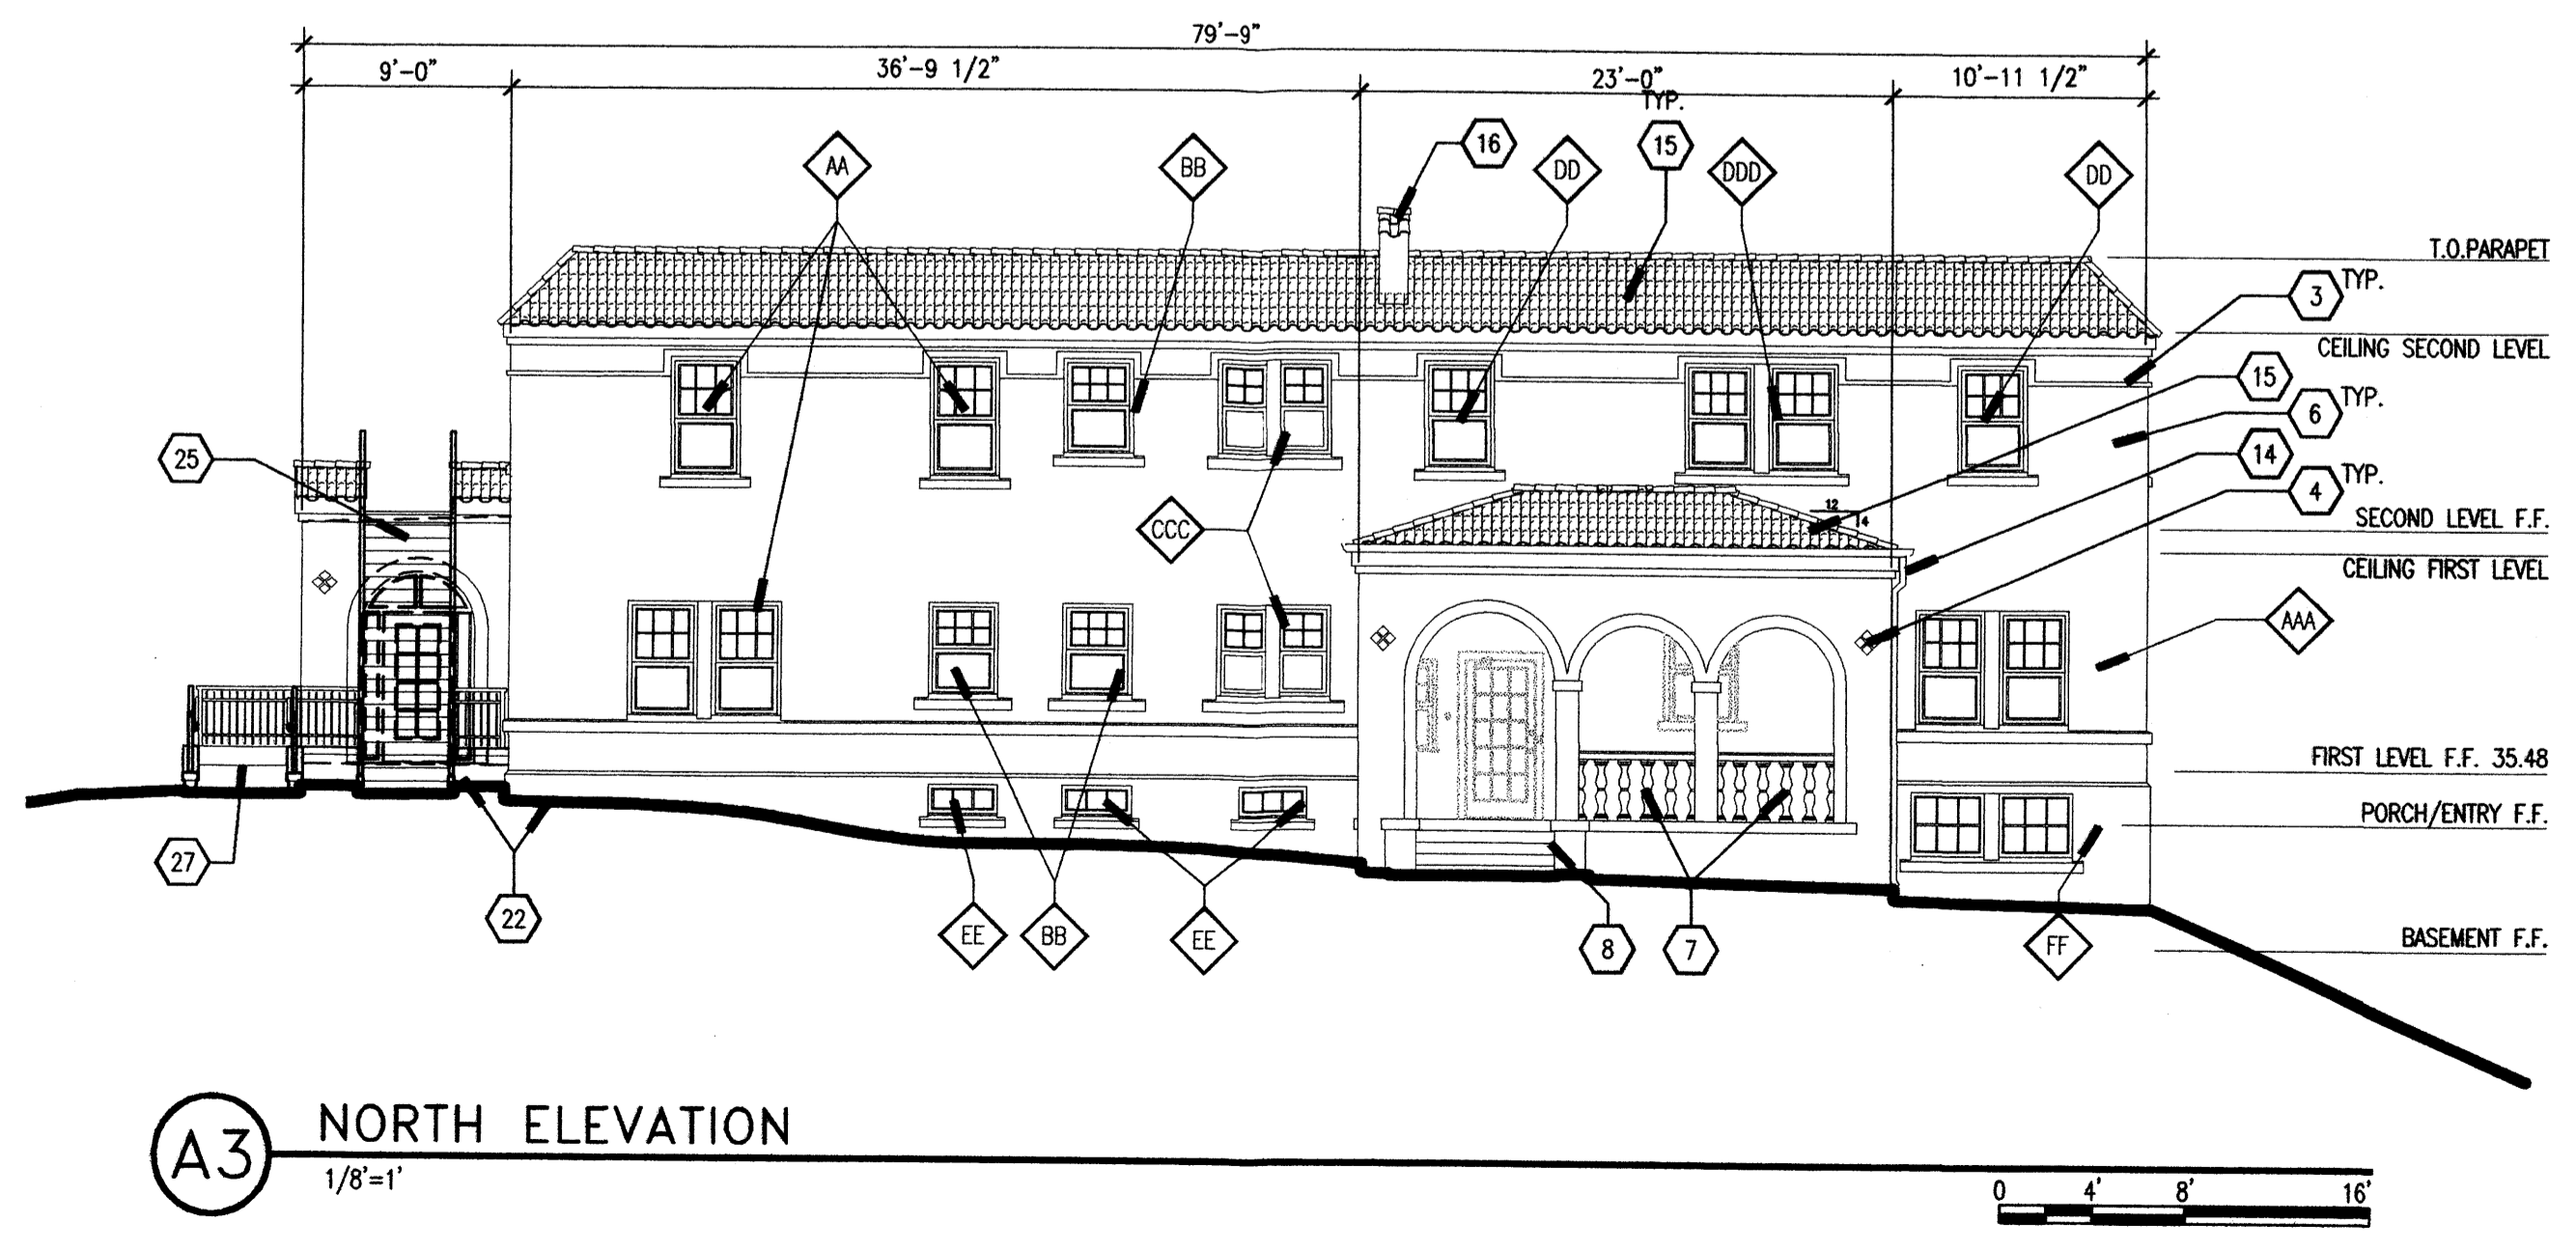 79'-9"
9'-0"
36'-9 1/2"
23'-0"
10'-11 1/2"
TYP.
AA
BB
16
DD
15
DDD
DD
T.O.PARAPET
3 TYP.
CEILING SECOND LEVEL
15
6 TYP.
25
14
4 TYP.
CCC
12
4
SECOND LEVEL F.F.
CEILING FIRST LEVEL
AAA
FIRST LEVEL F.F. 35.48
PORCH/ENTRY F.F.
27
22
EE
BB
EE
8
7
FF
BASEMENT F.F.
A3
NORTH ELEVATION
1/8'=1'
0 4' 8' 16'